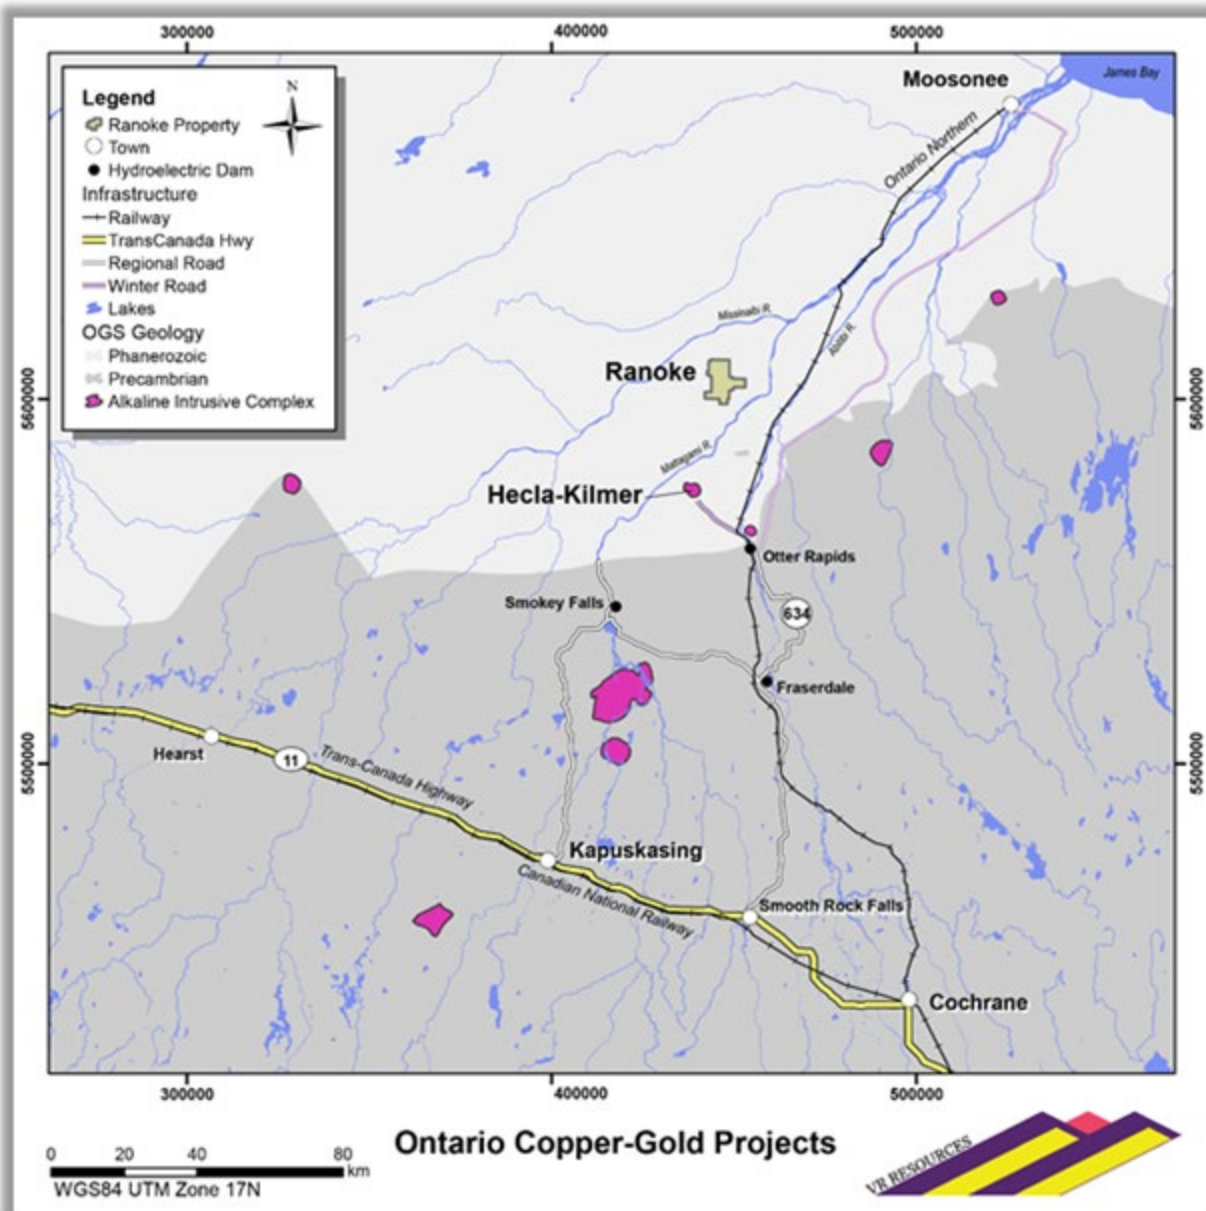 300000
400000
500000
Legend
N
Ranoke Property
Town
Hydroelectric Dam
Infrastructure
Railway
TransCanada Hwy
Regional Road
Winter Road
Lakes
OGS Geology
Phanerozoic
Precambrian
Alkaline Intrusive Complex
James Bay
Moosonee
Ontario Northern
Missinaibi R.
Abitibi R.
Ranoke
5600000
5600000
Mattagami R.
Hecla-Kilmer
Otter Rapids
Smokey Falls
634
Fraserdale
Hearst
11
Trans-Canada Highway
5500000
5500000
Kapuskasing
Canadian National Railway
Smooth Rock Falls
Cochrane
300000
400000
500000
0 20 40 80
km
WGS84 UTM Zone 17N
Ontario Copper-Gold Projects
VR RESOURCES